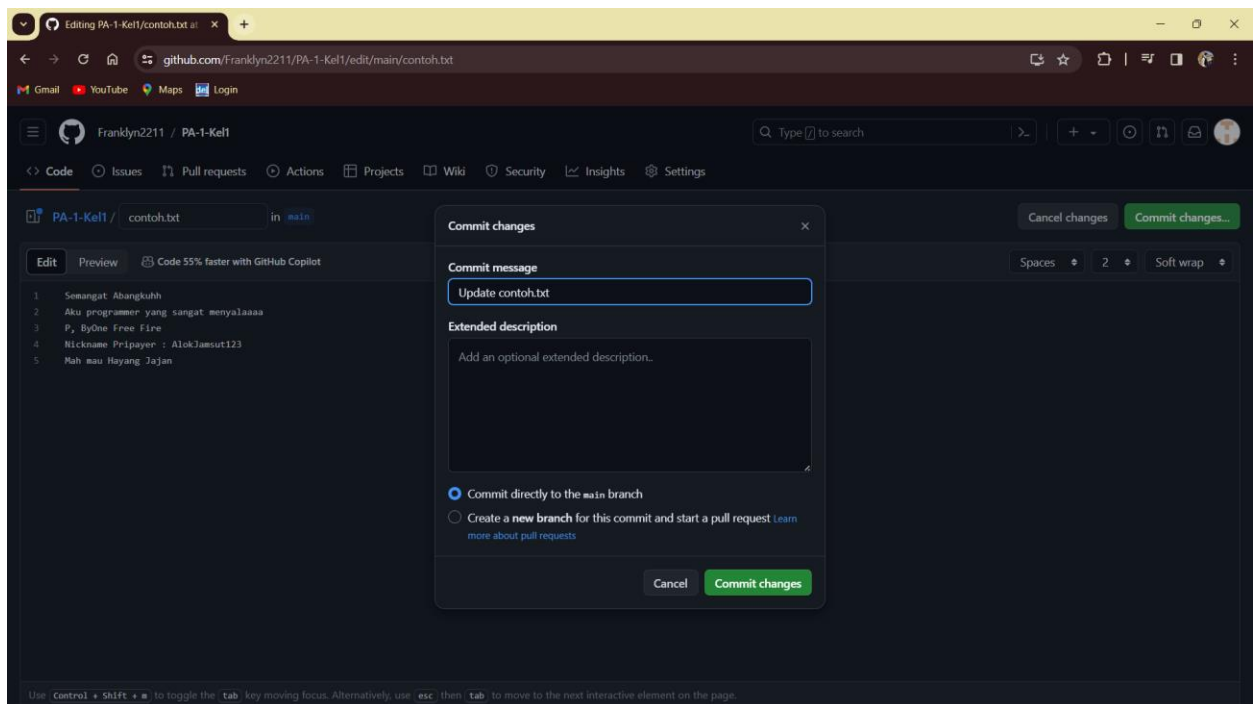 Editing PA-1-Kel1/contoh.txt at
github.com/Franklyn2211/PA-1-Kel1/edit/main/contoh.txt
Gmail YouTube Maps Login
Franklyn2211 / PA-1-Kel1 Type / to search
Code Issues Pull requests Actions Projects Wiki Security Insights Settings
PA-1-Kel1 / contoh.txt in main Cancel changes Commit changes...
Edit Preview Code 55% faster with GitHub Copilot Spaces 2 Soft wrap
1 Semangat Abangkuhh
2 Aku programmer yang sangat menyalaaaa
3 P, ByOne Free Fire
4 Nickname Pripayer : AlokJamsut123
5 Mah mau Hayang Jajan
Commit changes
Commit message
Update contoh.txt
Extended description
Add an optional extended description..
Commit directly to the main branch
Create a new branch for this commit and start a pull request Learn
more about pull requests
Cancel Commit changes
Use Control + Shift + m to toggle the tab key moving focus. Alternatively, use esc then tab to move to the next interactive element on the page.